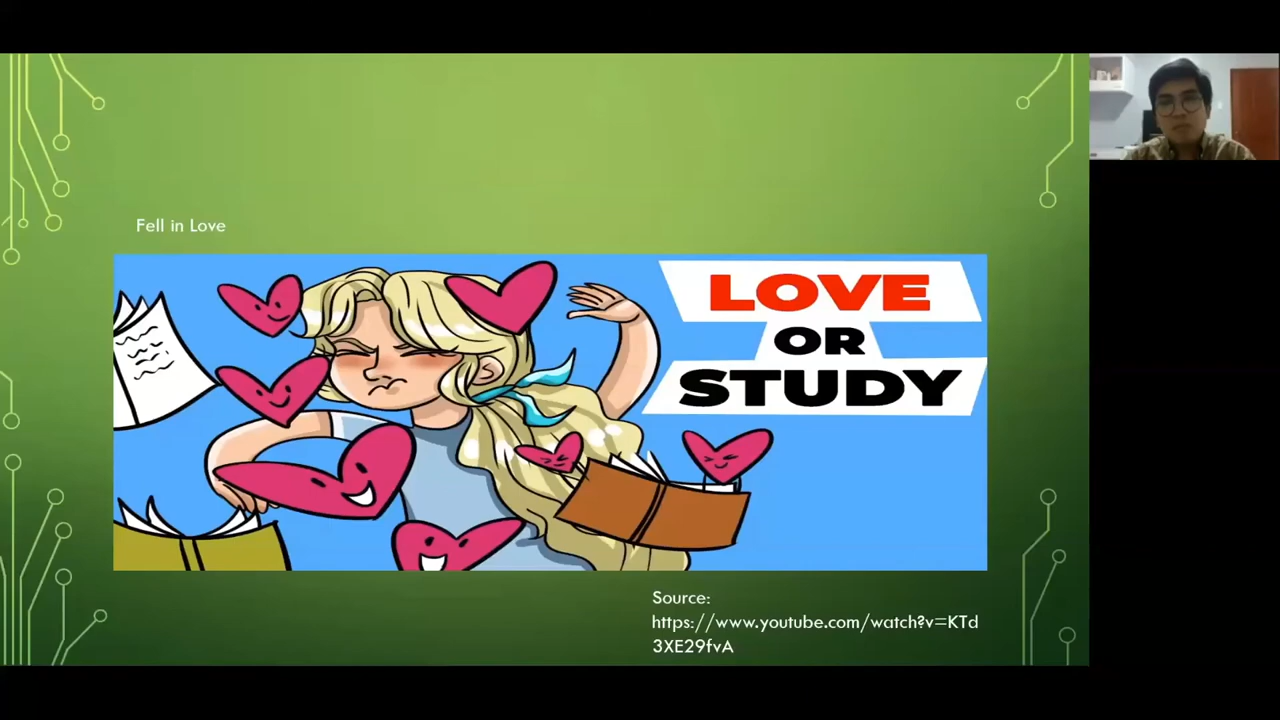 Fell in Love
LOVE
OR
STUDY
Source:
https://www.youtube.com/watch?v=KTd
3XE29fvA